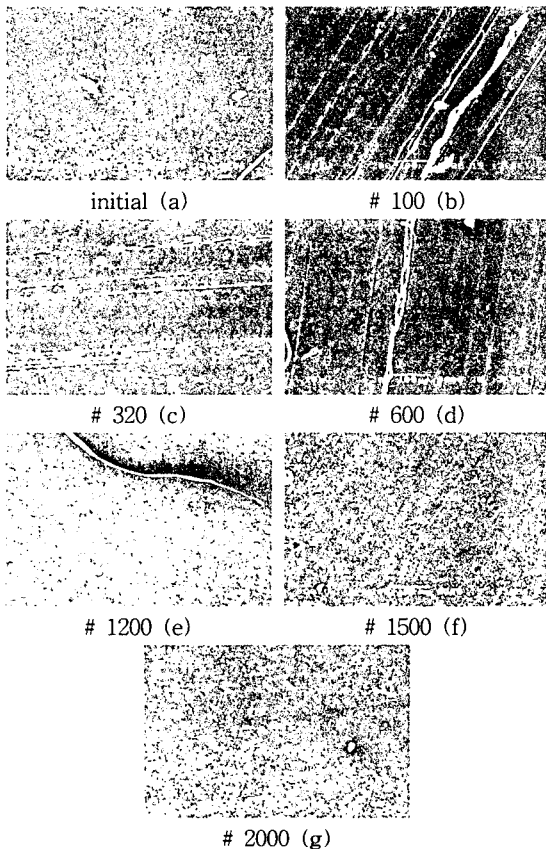 initial (a)
# 100 (b)
# 320 (c)
# 600 (d)
# 1200 (e)
# 1500 (f)
# 2000 (g)